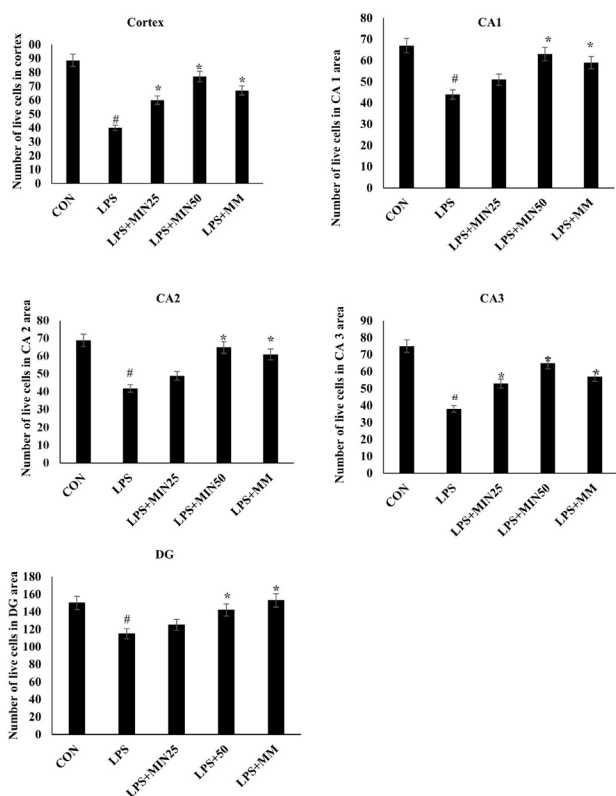 Cortex
Number of live cells in cortex
00
90
80
70
60
50
40
30
20
10
0
#
*
*
*
CON
LPS
LPS+MIN25
LPS+MIN50
LPS+MM
CA1
Number of live cells in CA 1 area
80
70
60
50
40
30
20
10
0
#
*
*
CON
LPS
LPS+MIN25
LPS+MIN50
LPS+MM
CA2
Number of live cells in CA 2 area
80
70
60
50
40
30
20
10
0
#
*
*
CON
LPS
LPS+MIN25
LPS+MIN50
LPS+MM
CA3
Number of live cells in CA 3 area
90
80
70
60
50
40
30
20
10
0
#
*
*
*
CON
LPS
LPS+MIN25
LPS+MIN50
LPS+MM
DG
Number of live cells in DG area
180
160
140
120
100
80
60
40
20
0
#
*
*
CON
LPS
LPS+MIN25
LPS+50
LPS+MM